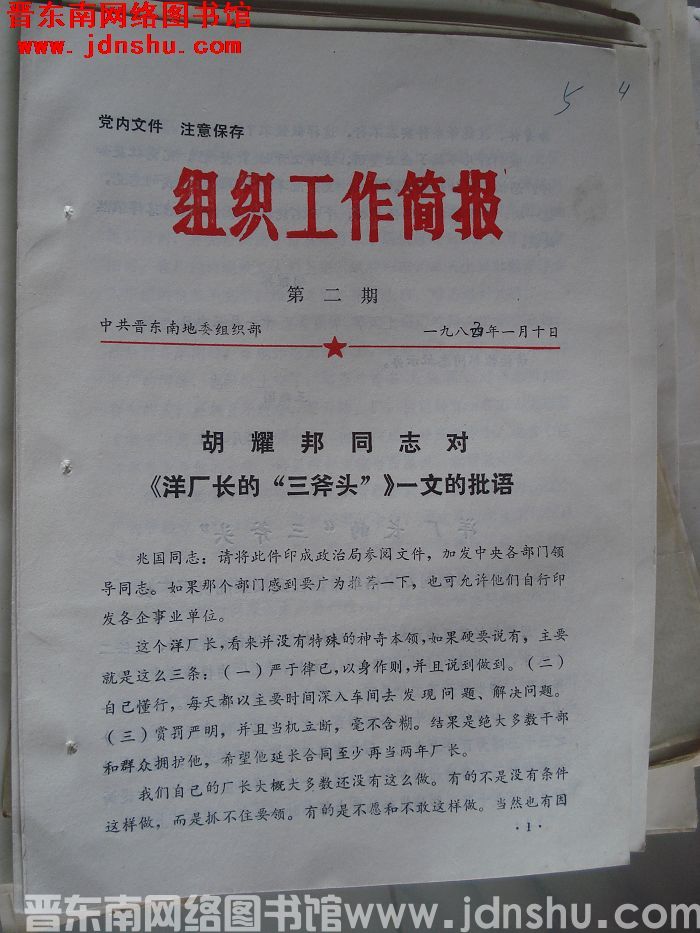 晋东南网络图书馆
www.jdnshu.com
5 4
党内文件 注意保存
组织工作简报
第二期
中共晋东南地委组织部 一九八四年一月十日
胡耀邦同志对
《洋厂长的“三斧头”》一文的批语
兆国同志：请将此件印成政治局参阅文件，加发中央各部门领
导同志。如果那个部门感到要广为推荐一下，也可允许他们自行印
发各企事业单位。
这个洋厂长，看来并没有特殊的神奇本领，如果硬要说有，主要
就是这么三条：（一）严于律己，以身作则，并且说到做到。（二）
自己懂行，每天都以主要时间深入车间去发现问题、解决问题。
（三）赏罚严明，并且当机立断，毫不含糊。结果是绝大多数干部
和群众拥护他，希望他延长合同至少再当两年厂长。
我们自己的厂长大概大多数还没有这么做。有的不是没有条件
这样做，而是抓不住要领。有的是不愿和不敢这样做。当然也有因
·1·
晋东南网络图书馆www.jdnshu.com